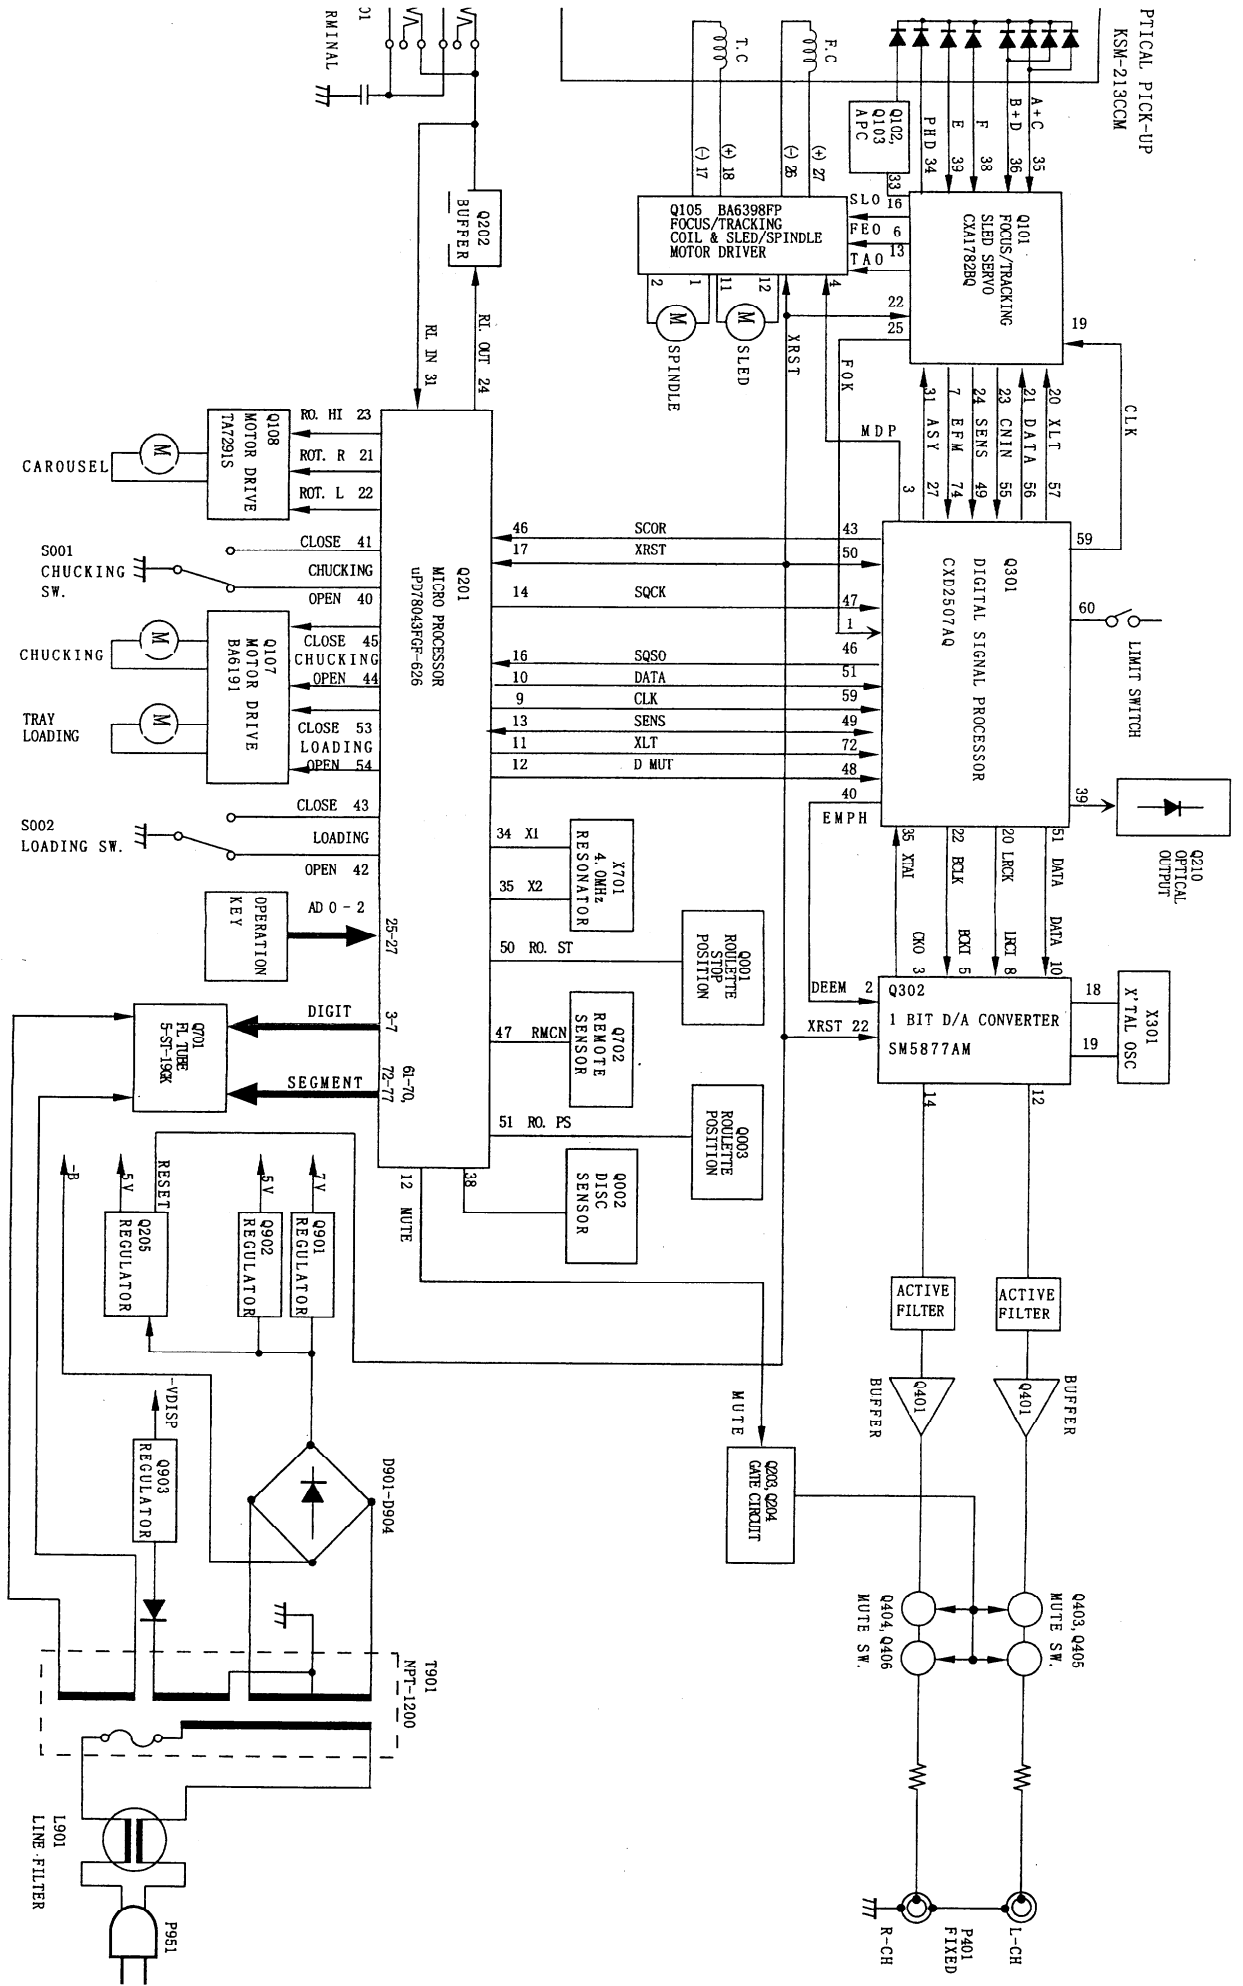 01
RMINAL
T.C
F.C
PTICAL PICK-UP
KSM-213CCM
(-) 17
(+) 18
(-) 26
(+) 27
Q102,
Q103
APC
33
PHD 34
E 39
F 38
B+D 36
A+C 35
Q202
BUFFER
Q105 BA6398FP
FOCUS/TRACKING
COIL & SLED/SPINDLE
MOTOR DRIVER
SLO 16
FEO 6
TAO 13
Q101
FOCUS/TRACKING
SLED SERVO
CXA1782BQ
2
1
11
12
4
22
25
19
M
SPINDLE
M
SLED
XRST
FOK
MDP
3
RI. IN 31
RI. OUT 24
31 ASY 27
7 EFM 74
24 SENS 49
23 CNIN 55
21 DATA 56
20 XLT 57
CLK
59
CAROUSEL
M
Q108
MOTOR DRIVE
TA7291S
RO. HI 23
ROT. R 21
ROT. L 22
S001
CHUCKING
SW.
CLOSE 41
CHUCKING
OPEN 40
CHUCKING
M
TRAY
LOADING
M
Q107
MOTOR DRIVE
BA6191
CLOSE 45
CHUCKING
OPEN 44
CLOSE 53
LOADING
OPEN 54
S002
LOADING SW.
CLOSE 43
LOADING
OPEN 42
OPERATION
KEY
AD 0 - 2
25-27
Q201
MICRO PROCESSOR
uPD78043FGF-626
46 SCOR 43
17 XRST 50
14 SQCK 47
1
46
16 SQSO
51
10 DATA
9 CLK 59
13 SENS 49
11 XLT 72
12 D MUT 48
40
EMPH
Q301
DIGITAL SIGNAL PROCESSOR
CXD2507AQ
60
LIMIT SWITCH
39
Q210
OPTICAL
OUTPUT
35 XTAI
22 BCLK
20 LRCK
51 DATA
CKO 3
BCKI 5
LRCI 8
DATA 10
34 X1
35 X2
X701
4.0MHz
RESONATOR
50 RO. ST
Q001
ROULETTE
STOP
POSITION
47 RMCN
Q702
REMOTE
SENSOR
51 RO. PS
Q003
ROULETTE
POSITION
38
Q002
DISC
SENSOR
DEEM 2
XRST 22
Q302
1 BIT D/A CONVERTER
SM5877AM
18
19
X301
X'TAL OSC
14
12
Q701
FL TUBE
5-ST-19GK
DIGIT
3-7
SEGMENT
61-70,
72-77
12 MUTE
-B
5V
RESET
5V
7V
Q205
REGULATOR
Q902
REGULATOR
Q901
REGULATOR
ACTIVE
FILTER
ACTIVE
FILTER
Q401
BUFFER
Q401
BUFFER
-VDISP
Q903
REGULATOR
D901-D904
MUTE
Q203, Q204
GATE CIRCUIT
Q404, Q406
MUTE SW.
Q403, Q405
MUTE SW.
T901
NPT-1200
L901
LINE FILTER
P951
R-CH
P401
FIXED
L-CH